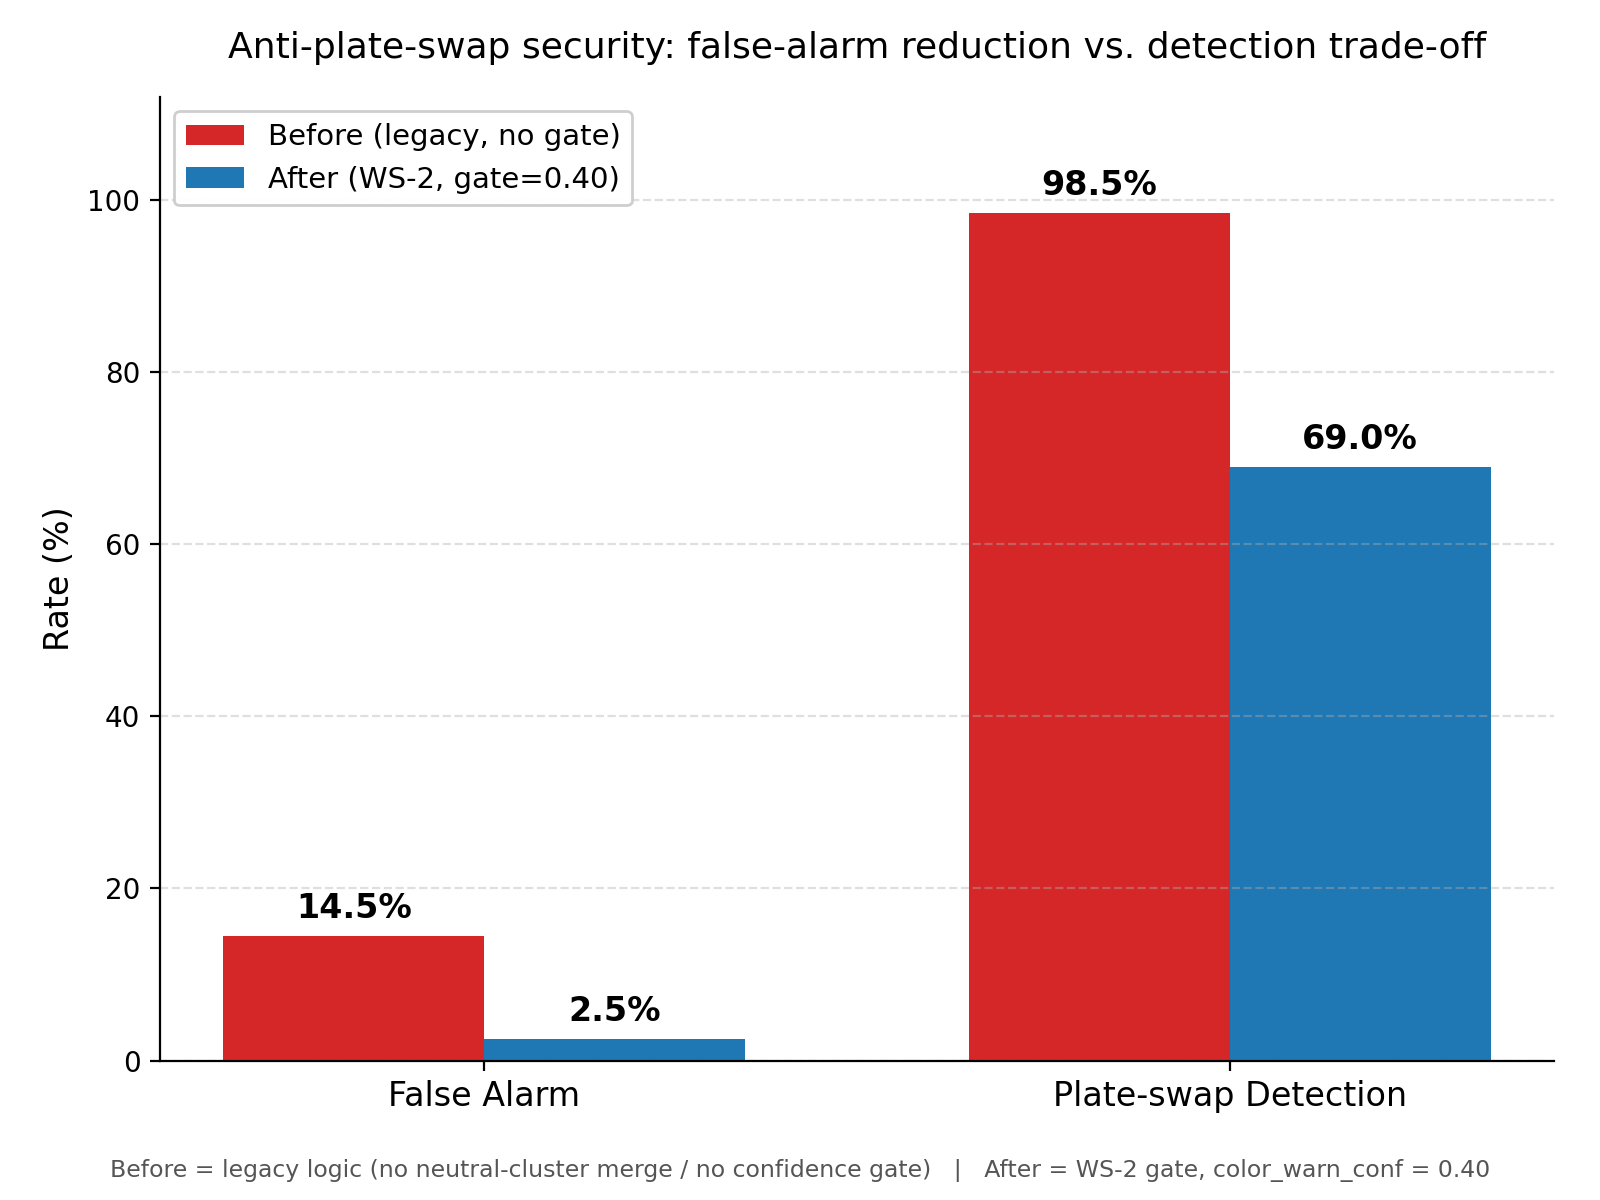 Anti-plate-swap security: false-alarm reduction vs. detection trade-off
Before (legacy, no gate)
After (WS-2, gate=0.40)
Rate (%)
100
80
60
40
20
0
14.5%
2.5%
98.5%
69.0%
False Alarm
Plate-swap Detection
Before = legacy logic (no neutral-cluster merge / no confidence gate) | After = WS-2 gate, color_warn_conf = 0.40